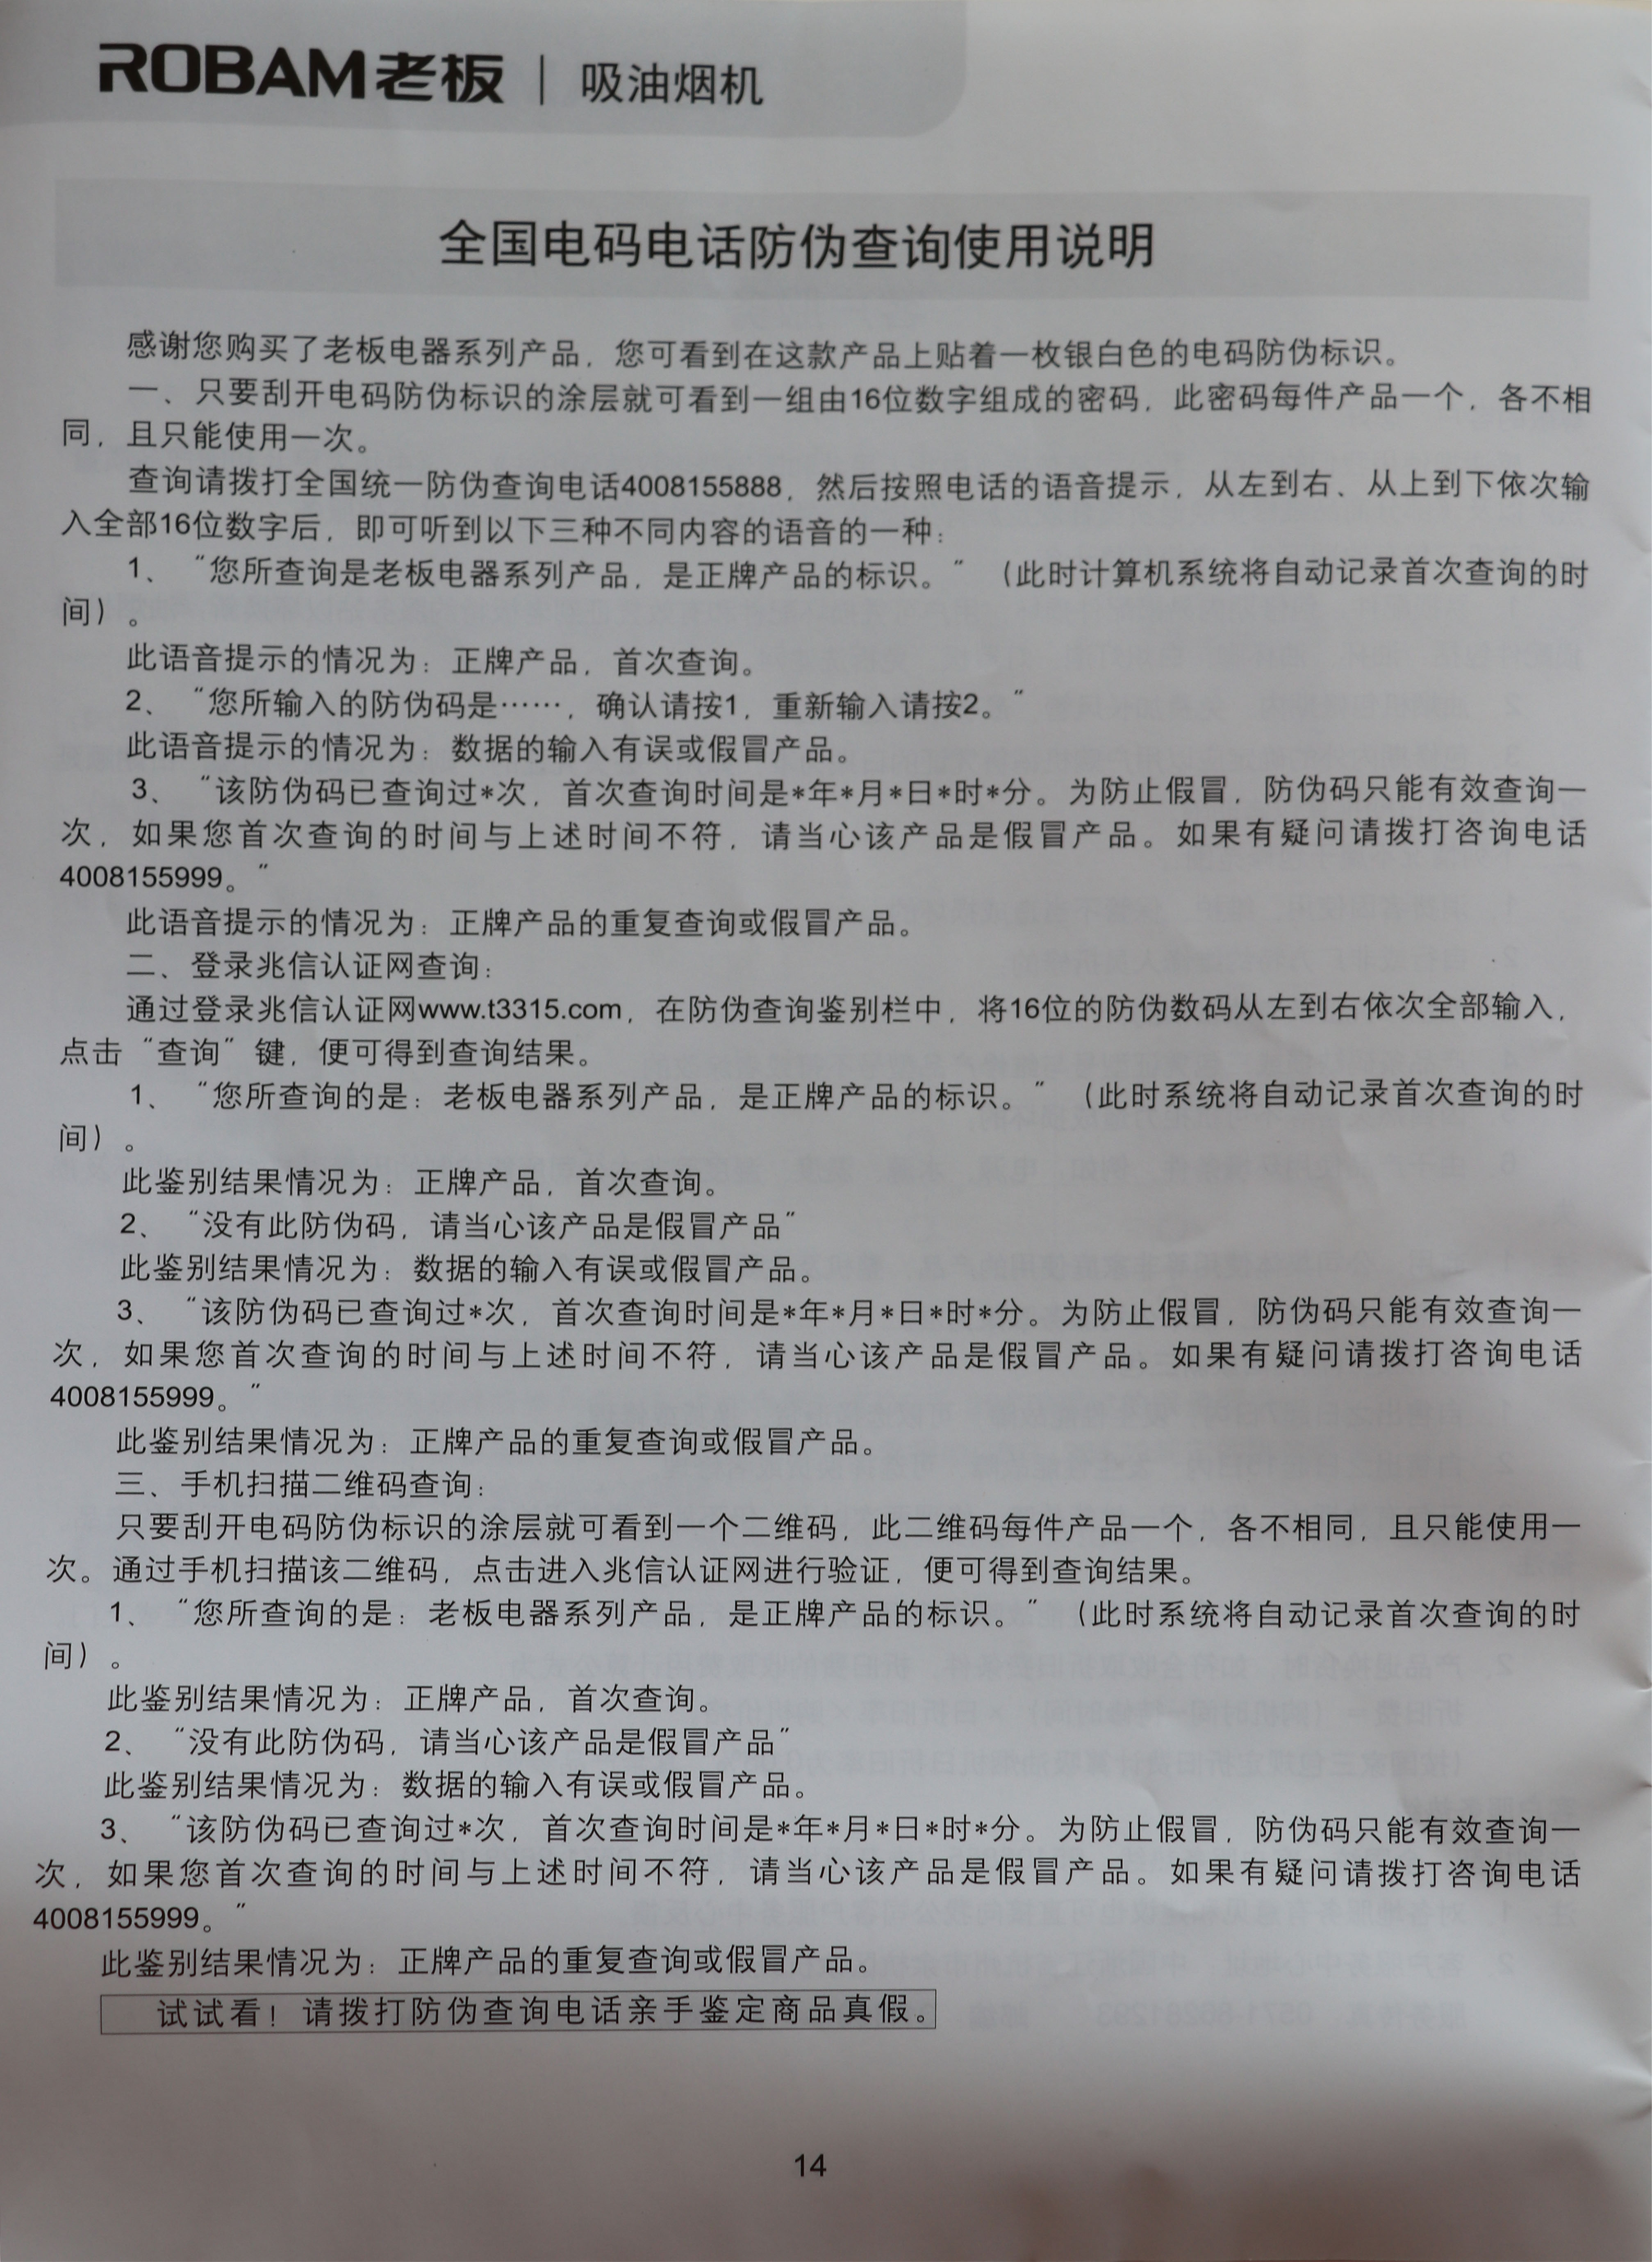 ROBAM老板 | 吸油烟机
全国电码电话防伪查询使用说明
感谢您购买了老板电器系列产品，您可看到在这款产品上贴着一枚银白色的电码防伪标识。
一、只要刮开电码防伪标识的涂层就可看到一组由16位数字组成的密码，此密码每件产品一个，各不相
同，且只能使用一次。
查询请拨打全国统一防伪查询电话4008155888，然后按照电话的语音提示，从左到右、从上到下依次输
入全部16位数字后，即可听到以下三种不同内容的语音的一种：
1、“您所查询是老板电器系列产品，是正牌产品的标识。”（此时计算机系统将自动记录首次查询的时
间）。
此语音提示的情况为：正牌产品，首次查询。
2、“您所输入的防伪码是……，确认请按1，重新输入请按2。”
此语音提示的情况为：数据的输入有误或假冒产品。
3、“该防伪码已查询过*次，首次查询时间是*年*月*日*时*分。为防止假冒，防伪码只能有效查询一
次，如果您首次查询的时间与上述时间不符，请当心该产品是假冒产品。如果有疑问请拨打咨询电话
4008155999。”
此语音提示的情况为：正牌产品的重复查询或假冒产品。
二、登录兆信认证网查询：
通过登录兆信认证网www.t3315.com，在防伪查询鉴别栏中，将16位的防伪数码从左到右依次全部输入，
点击“查询”键，便可得到查询结果。
1、“您所查询的是：老板电器系列产品，是正牌产品的标识。”（此时系统将自动记录首次查询的时
间）。
此鉴别结果情况为：正牌产品，首次查询。
2、“没有此防伪码，请当心该产品是假冒产品”
此鉴别结果情况为：数据的输入有误或假冒产品。
3、“该防伪码已查询过*次，首次查询时间是*年*月*日*时*分。为防止假冒，防伪码只能有效查询一
次，如果您首次查询的时间与上述时间不符，请当心该产品是假冒产品。如果有疑问请拨打咨询电话
4008155999。”
此鉴别结果情况为：正牌产品的重复查询或假冒产品。
三、手机扫描二维码查询：
只要刮开电码防伪标识的涂层就可看到一个二维码，此二维码每件产品一个，各不相同，且只能使用一
次。通过手机扫描该二维码，点击进入兆信认证网进行验证，便可得到查询结果。
1、“您所查询的是：老板电器系列产品，是正牌产品的标识。”（此时系统将自动记录首次查询的时
间）。
此鉴别结果情况为：正牌产品，首次查询。
2、“没有此防伪码，请当心该产品是假冒产品”
此鉴别结果情况为：数据的输入有误或假冒产品。
3、“该防伪码已查询过*次，首次查询时间是*年*月*日*时*分。为防止假冒，防伪码只能有效查询一
次，如果您首次查询的时间与上述时间不符，请当心该产品是假冒产品。如果有疑问请拨打咨询电话
4008155999。”
此鉴别结果情况为：正牌产品的重复查询或假冒产品。
试试看！请拨打防伪查询电话亲手鉴定商品真假。
14